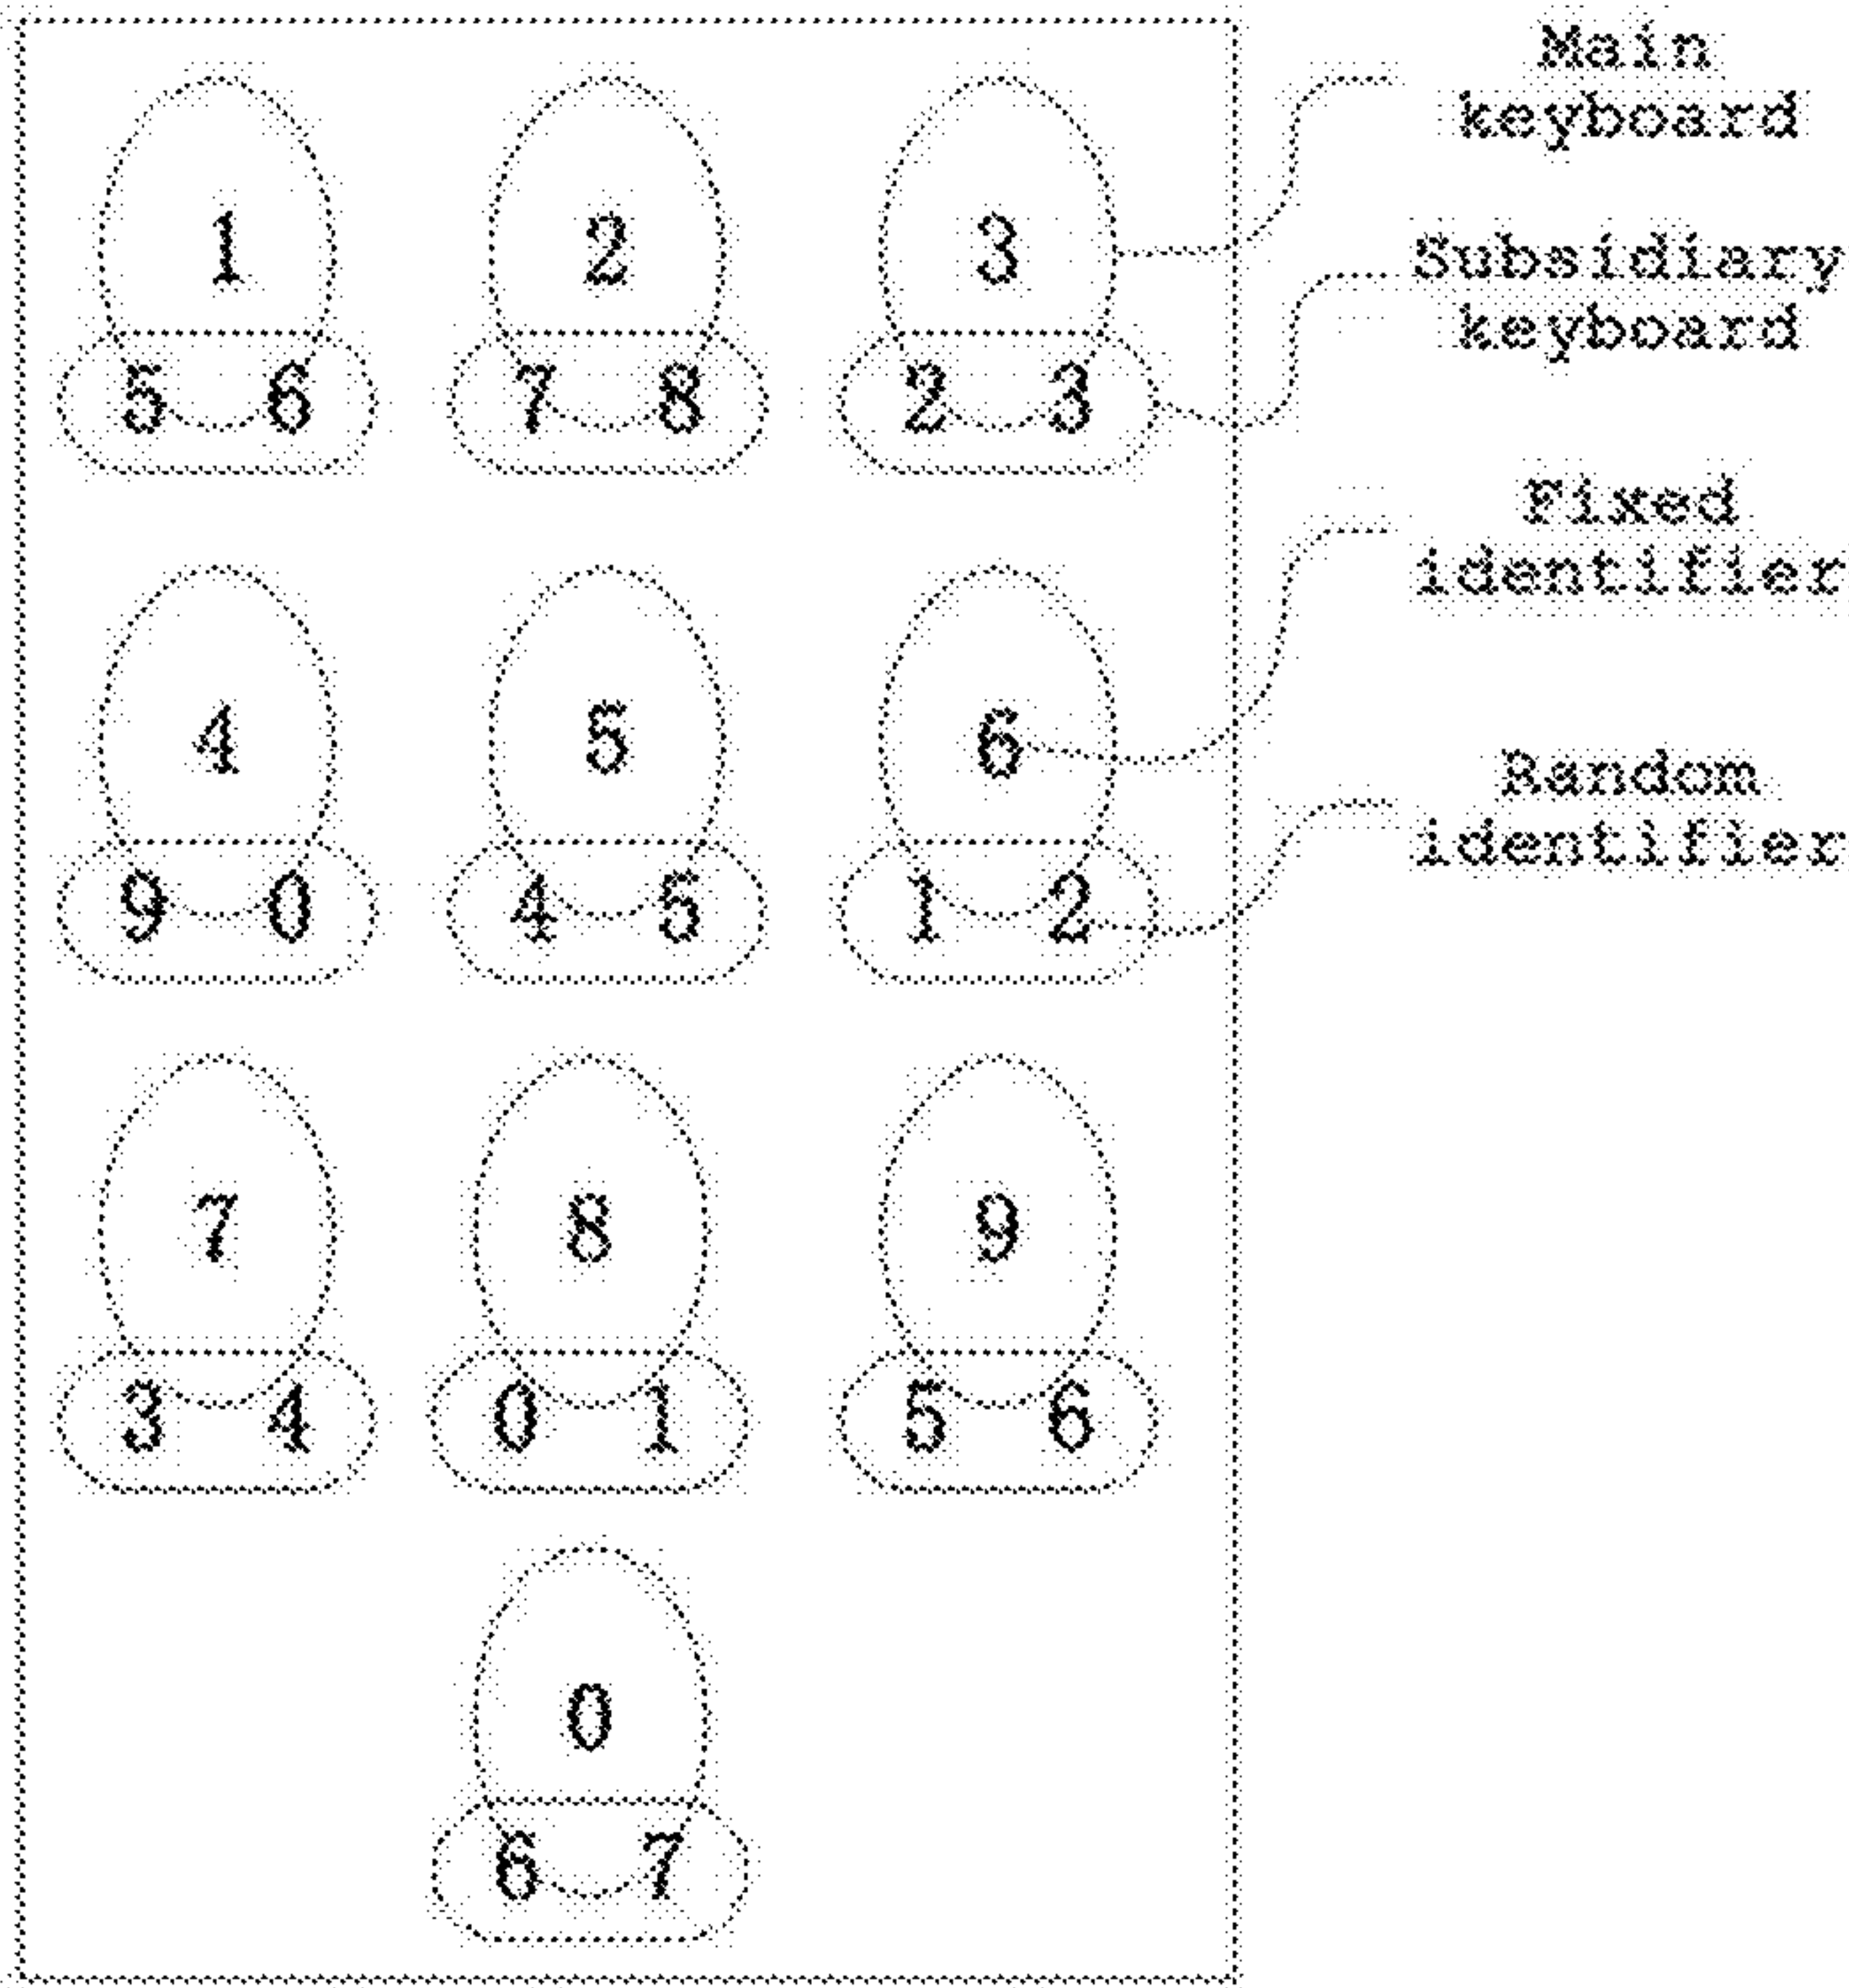 Main
keyboard
1 2 3
Subsidiary
keyboard
5 6 7 8 2 3
Fixed
identifier
4 5 6
Random
identifier
9 0 4 5 1 2
7 8 9
3 4 0 1 5 6
0
6 7